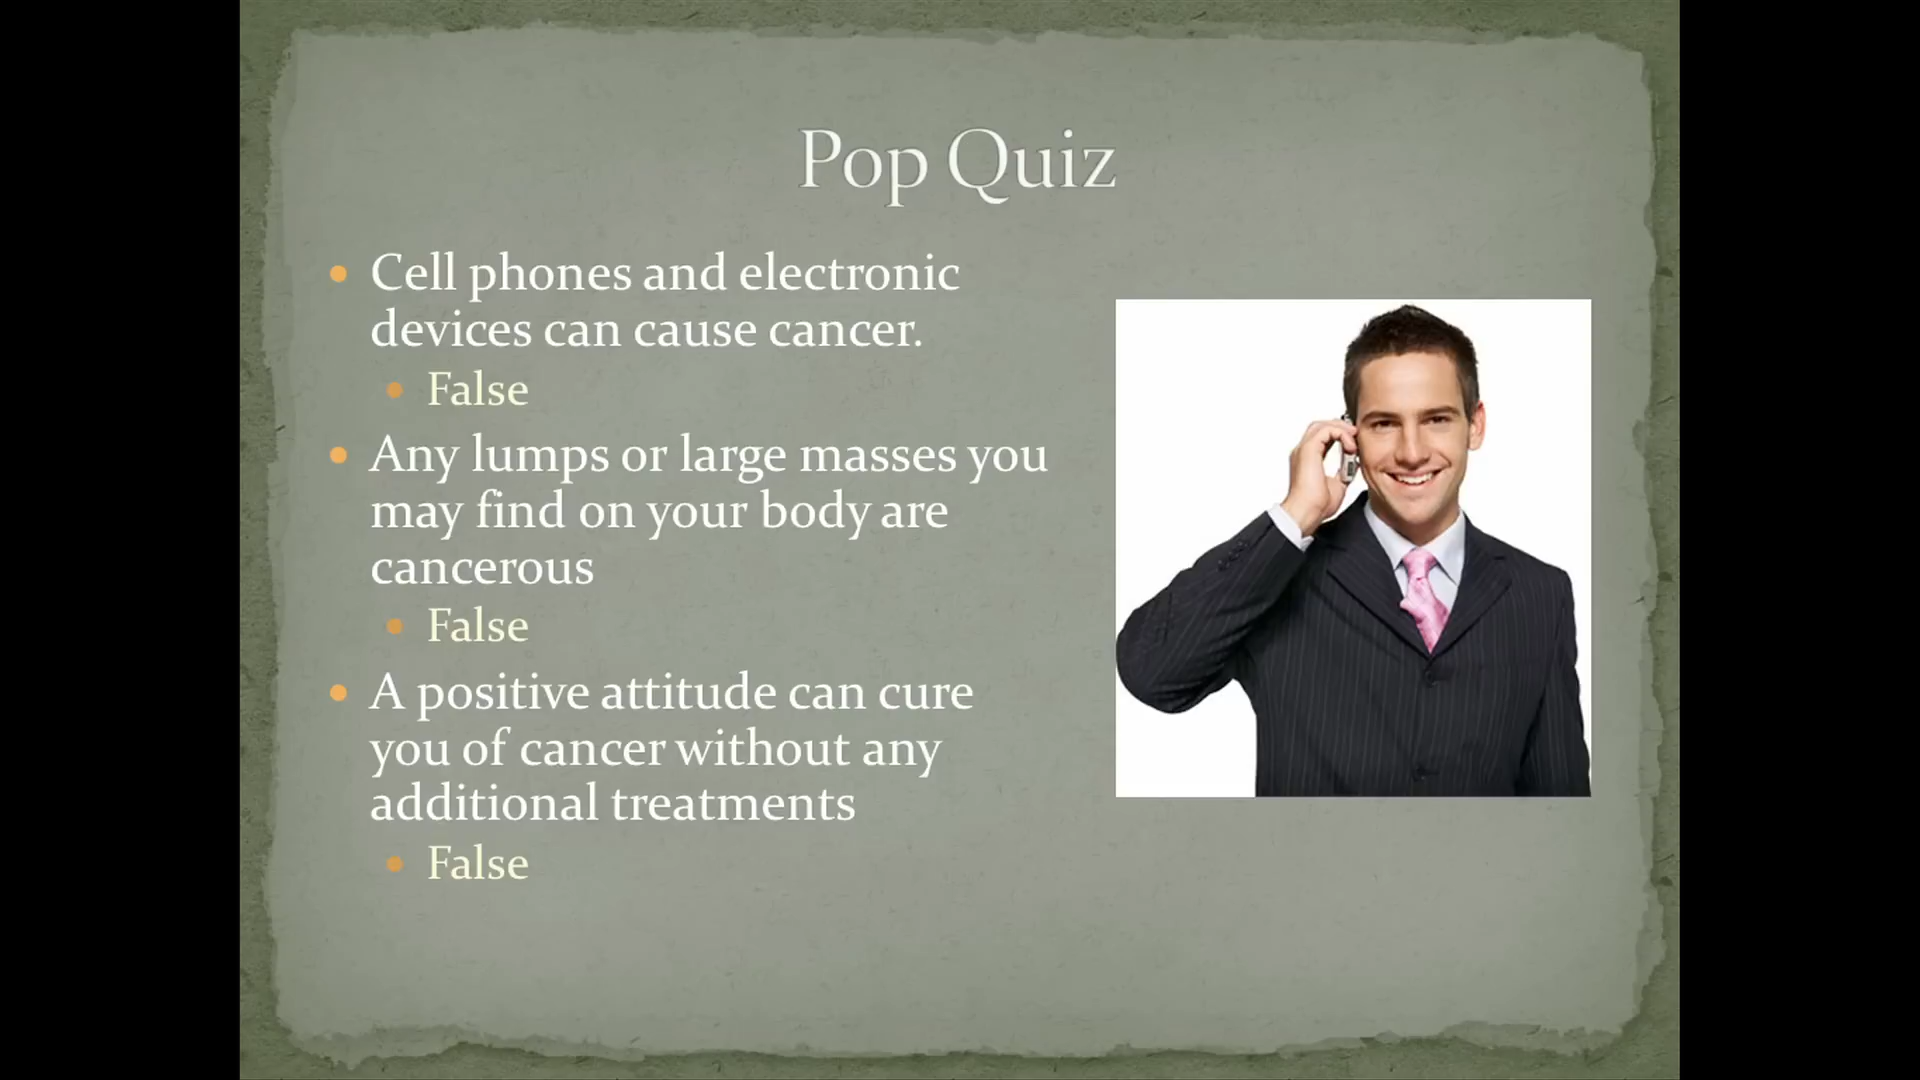 Pop Quiz
Cell phones and electronic
devices can cause cancer.
False
Any lumps or large masses you
may find on your body are
cancerous
False
A positive attitude can cure
you of cancer without any
additional treatments
False